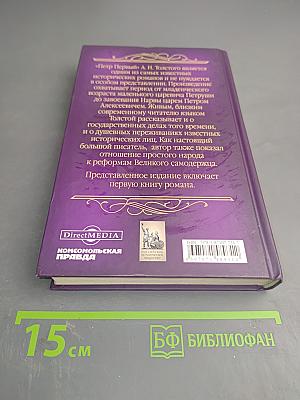 «Петр Первый» А. Н. Толстого является
одним из самых известных
исторических романов и не нуждается
в особом представлении. Произведение
охватывает период от младенческого
возраста маленького царевича Петруши
до завоевания Нарвы царем Петром
Алексеевичем. Живым, близким
современному читателю языком
Толстой рассказывает и о
государственных делах того времени,
и о душевных переживаниях известных
исторических лиц. Как настоящий
большой писатель, автор также показал
отношение простого народа
к реформам Великого самодержца.
Представленное издание включает
первую книгу романа.
DirectMEDIA
КОМСОМОЛЬСКАЯ
ПРАВДА
15 см
БФ БИБЛИОФАН